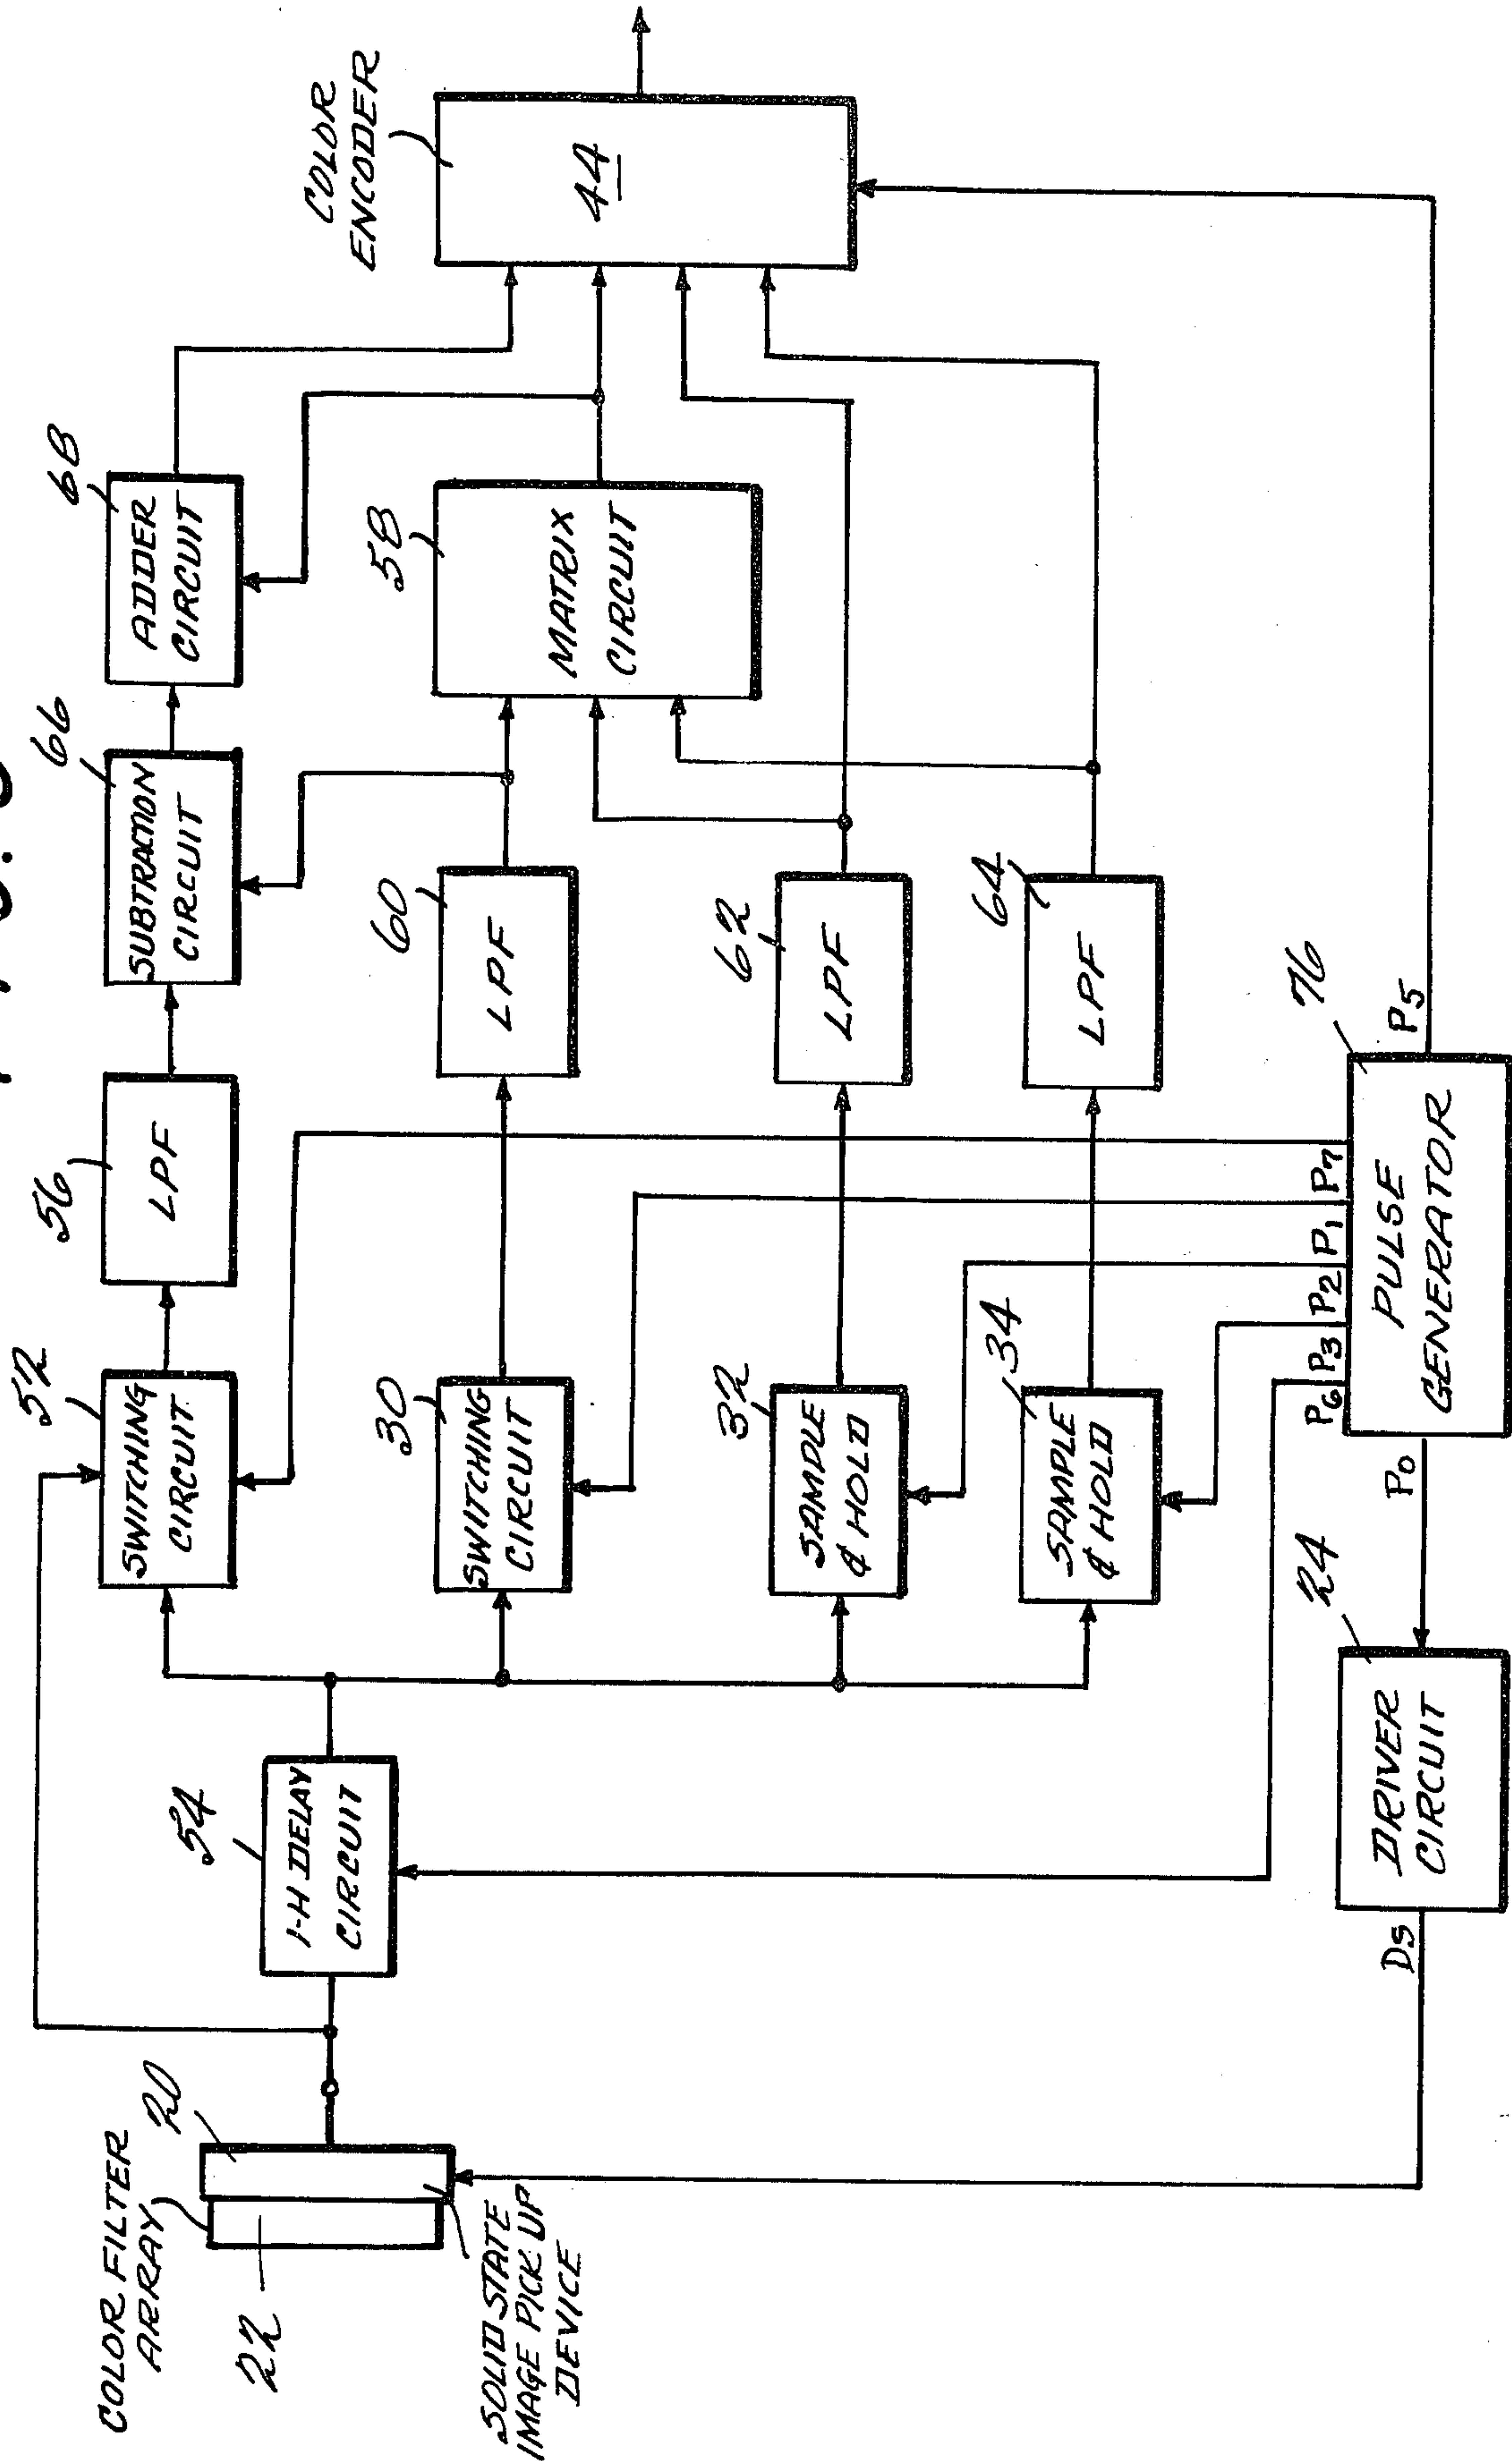 COLOR FILTER
ARRAY
22
20
SOLID STATE
IMAGE PICK UP
DEVICE
54
1-H DELAY
CIRCUIT
52
SWITCHING
CIRCUIT
56
LPF
66
SUBTRACTION
CIRCUIT
68
ADDER
CIRCUIT
30
SWITCHING
CIRCUIT
60
LPF
58
MATRIX
CIRCUIT
COLOR
ENCODER
44
32
SAMPLE
& HOLD
62
LPF
34
SAMPLE
& HOLD
64
LPF
Ds
24
DRIVER
CIRCUIT
P0
P6
P3
P2
P1
P7
P5
76
PULSE
GENERATOR